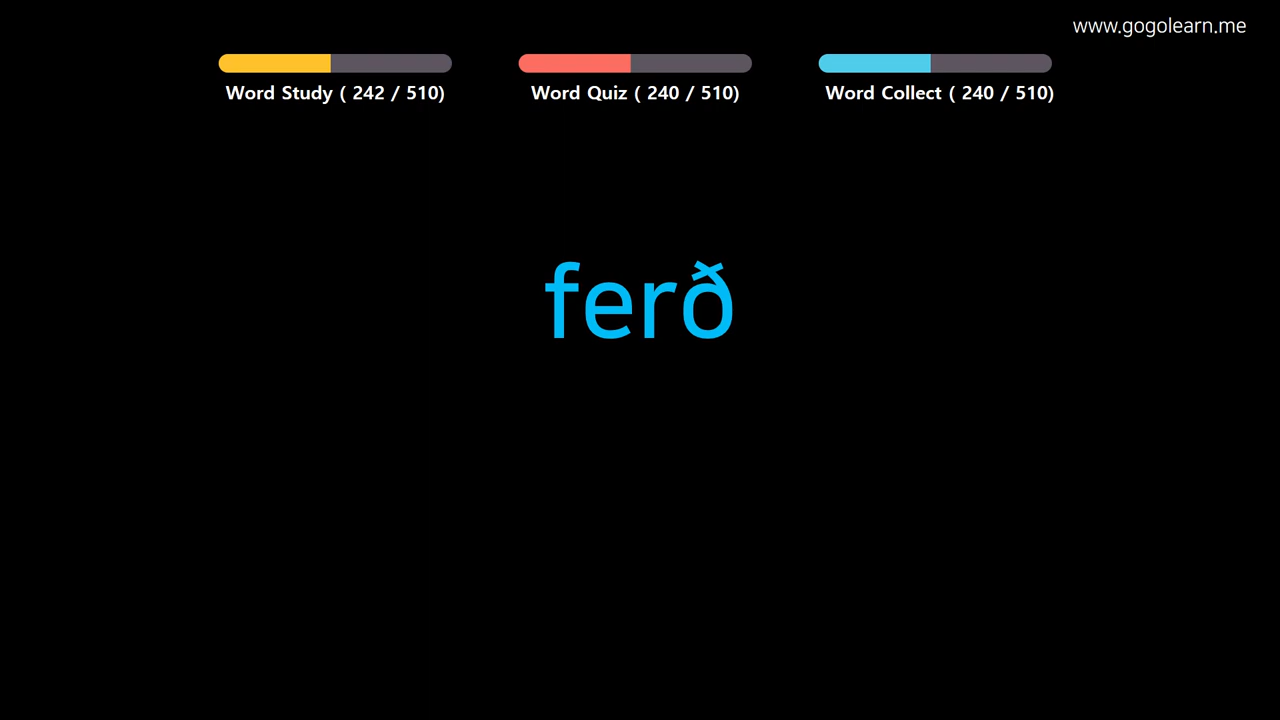 www.gogolearn.me
Word Study ( 242 / 510)
Word Quiz ( 240 / 510)
Word Collect ( 240 / 510)
ferð